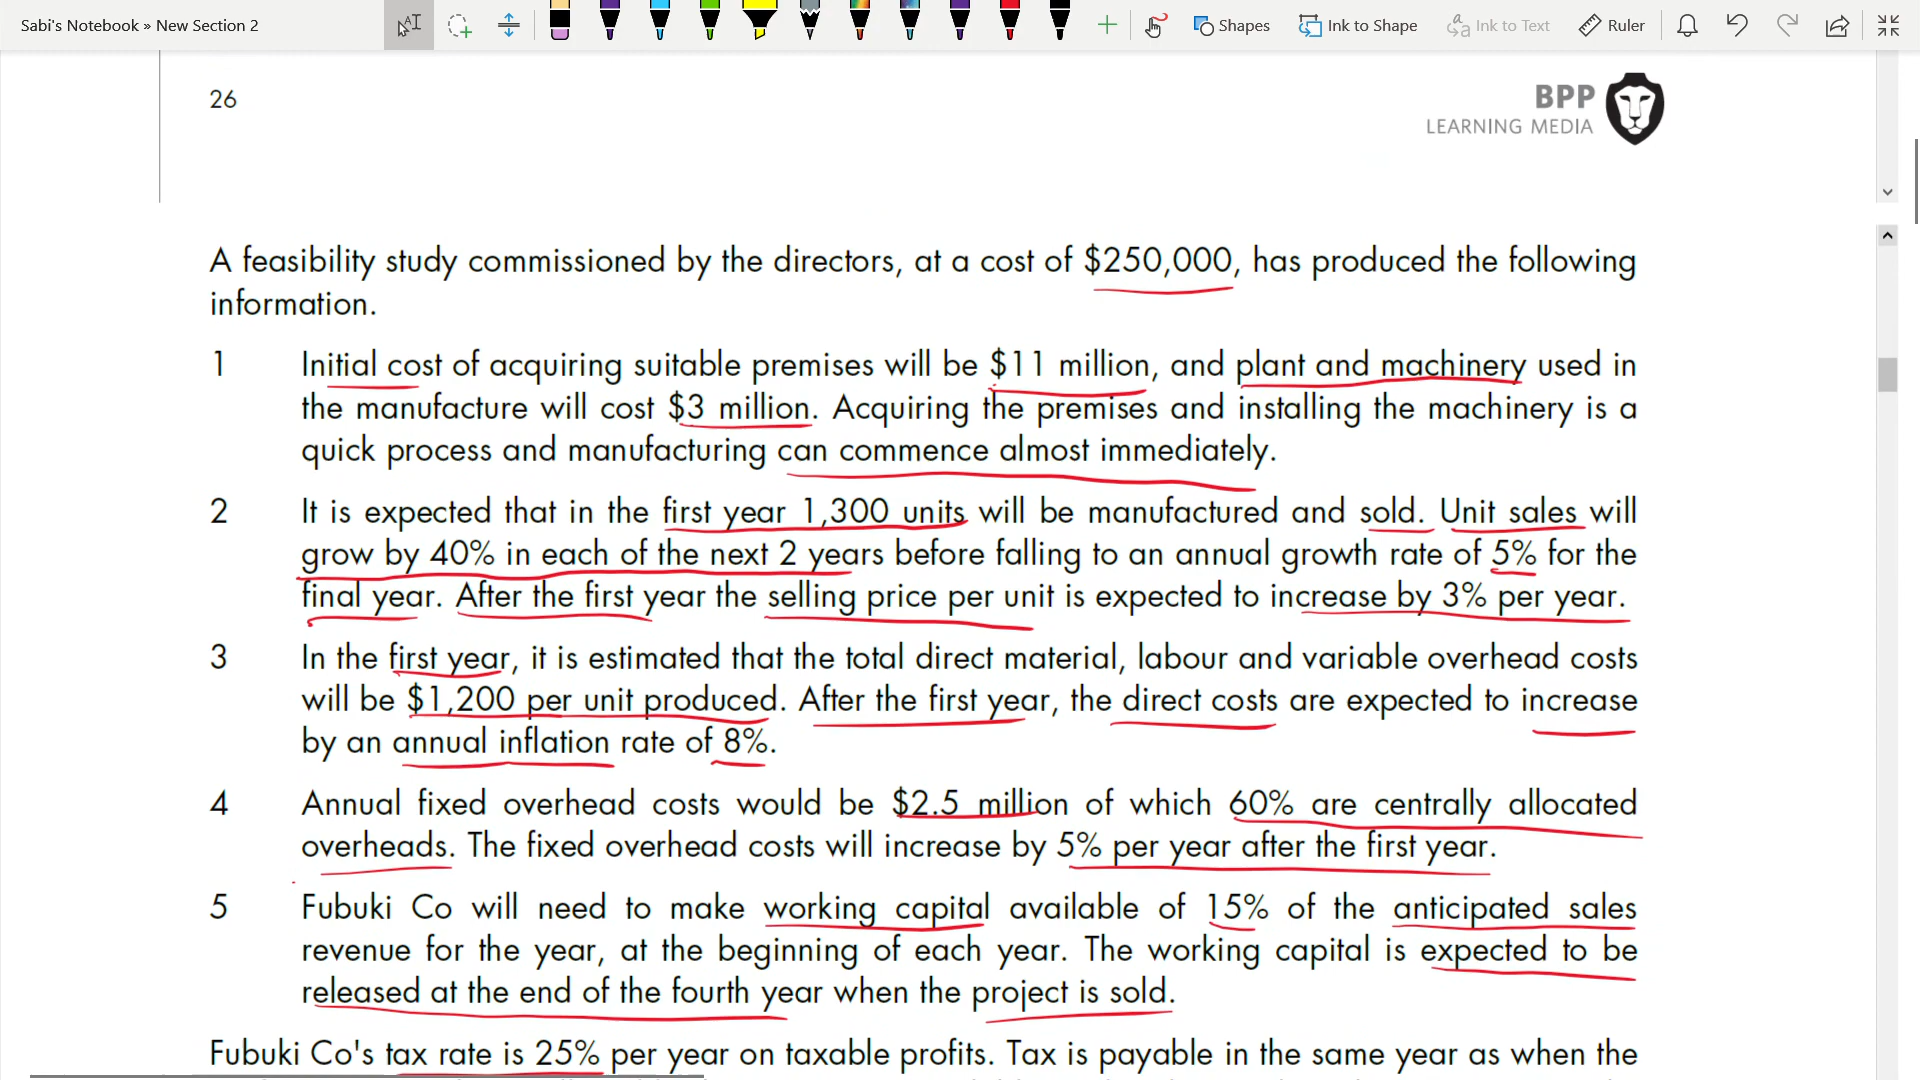 Sabi's Notebook » New Section 2
Shapes
Ink to Shape
Ink to Text
Ruler
26
BPP
LEARNING MEDIA
A feasibility study commissioned by the directors, at a cost of $250,000, has produced the following
information.
1 Initial cost of acquiring suitable premises will be $11 million, and plant and machinery used in
the manufacture will cost $3 million. Acquiring the premises and installing the machinery is a
quick process and manufacturing can commence almost immediately.
2 It is expected that in the first year 1,300 units will be manufactured and sold. Unit sales will
grow by 40% in each of the next 2 years before falling to an annual growth rate of 5% for the
final year. After the first year the selling price per unit is expected to increase by 3% per year.
3 In the first year, it is estimated that the total direct material, labour and variable overhead costs
will be $1,200 per unit produced. After the first year, the direct costs are expected to increase
by an annual inflation rate of 8%.
4 Annual fixed overhead costs would be $2.5 million of which 60% are centrally allocated
overheads. The fixed overhead costs will increase by 5% per year after the first year.
5 Fubuki Co will need to make working capital available of 15% of the anticipated sales
revenue for the year, at the beginning of each year. The working capital is expected to be
released at the end of the fourth year when the project is sold.
Fubuki Co's tax rate is 25% per year on taxable profits. Tax is payable in the same year as when the